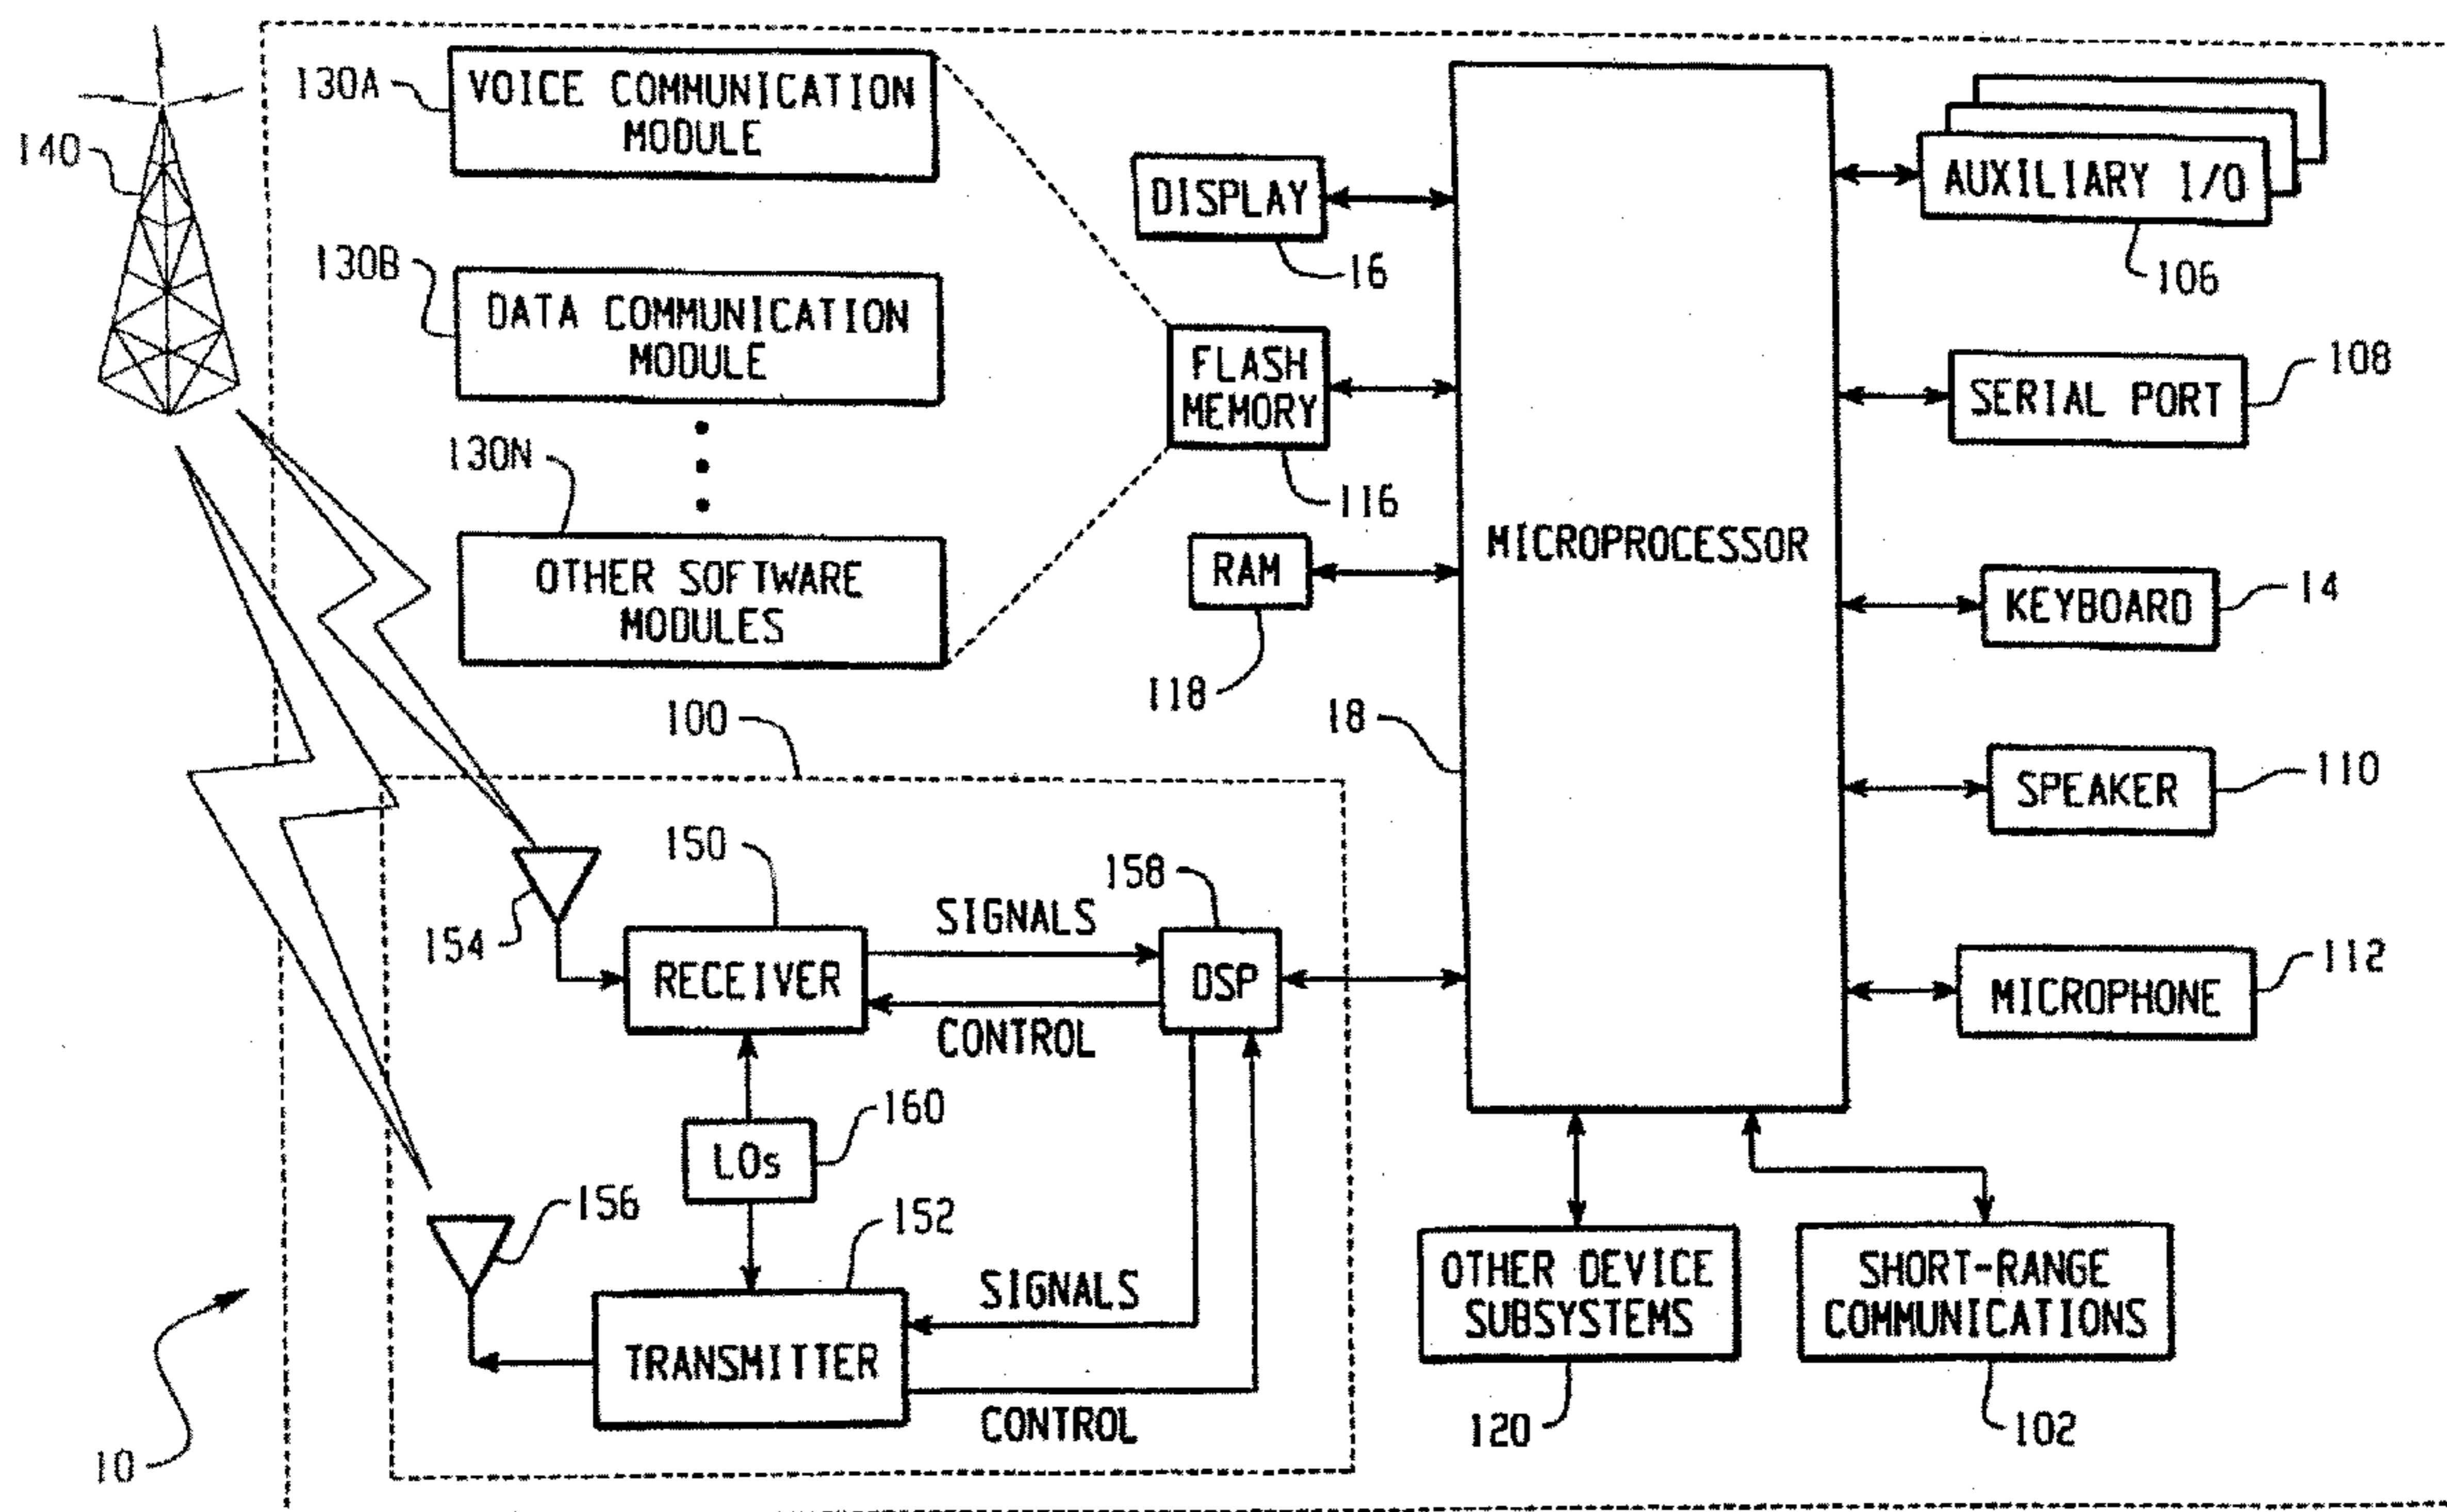 130A
VOICE COMMUNICATION
MODULE
140
DISPLAY
16
AUXILIARY I/O
106
130B
DATA COMMUNICATION
MODULE
FLASH
MEMORY
116
SERIAL PORT
108
130N
OTHER SOFTWARE
MODULES
RAM
118
MICROPROCESSOR
18
KEYBOARD
14
SPEAKER
110
MICROPHONE
112
100
150
154
RECEIVER
SIGNALS
CONTROL
158
DSP
LOs
160
156
152
TRANSMITTER
SIGNALS
CONTROL
OTHER DEVICE
SUBSYSTEMS
120
SHORT-RANGE
COMMUNICATIONS
102
10